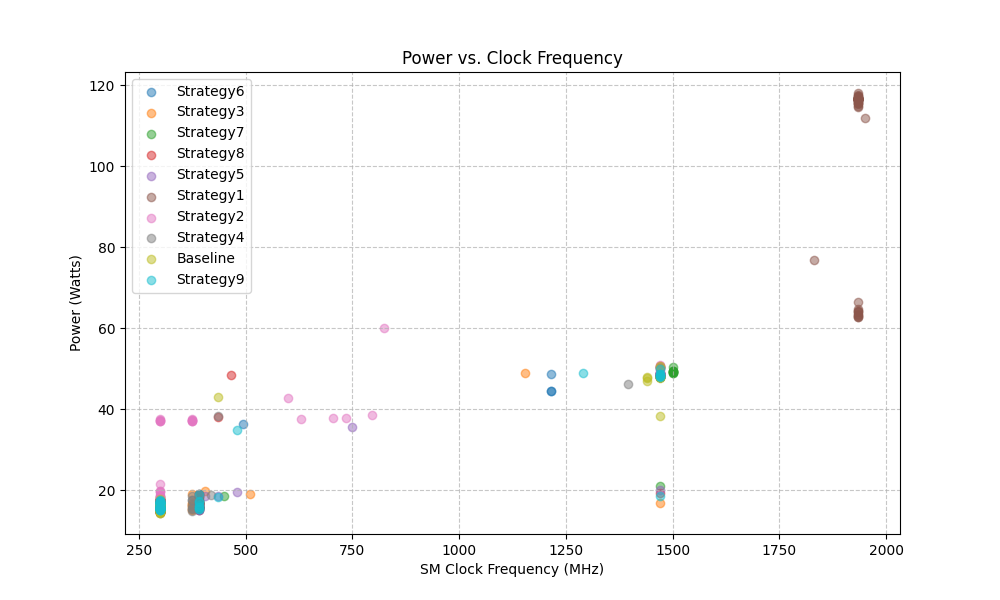 Power vs. Clock Frequency
Strategy6
Strategy3
Strategy7
Strategy8
Strategy5
Strategy1
Strategy2
Strategy4
Baseline
Strategy9
120
100
80
60
40
20
Power (Watts)
250 500 750 1000 1250 1500 1750 2000
SM Clock Frequency (MHz)